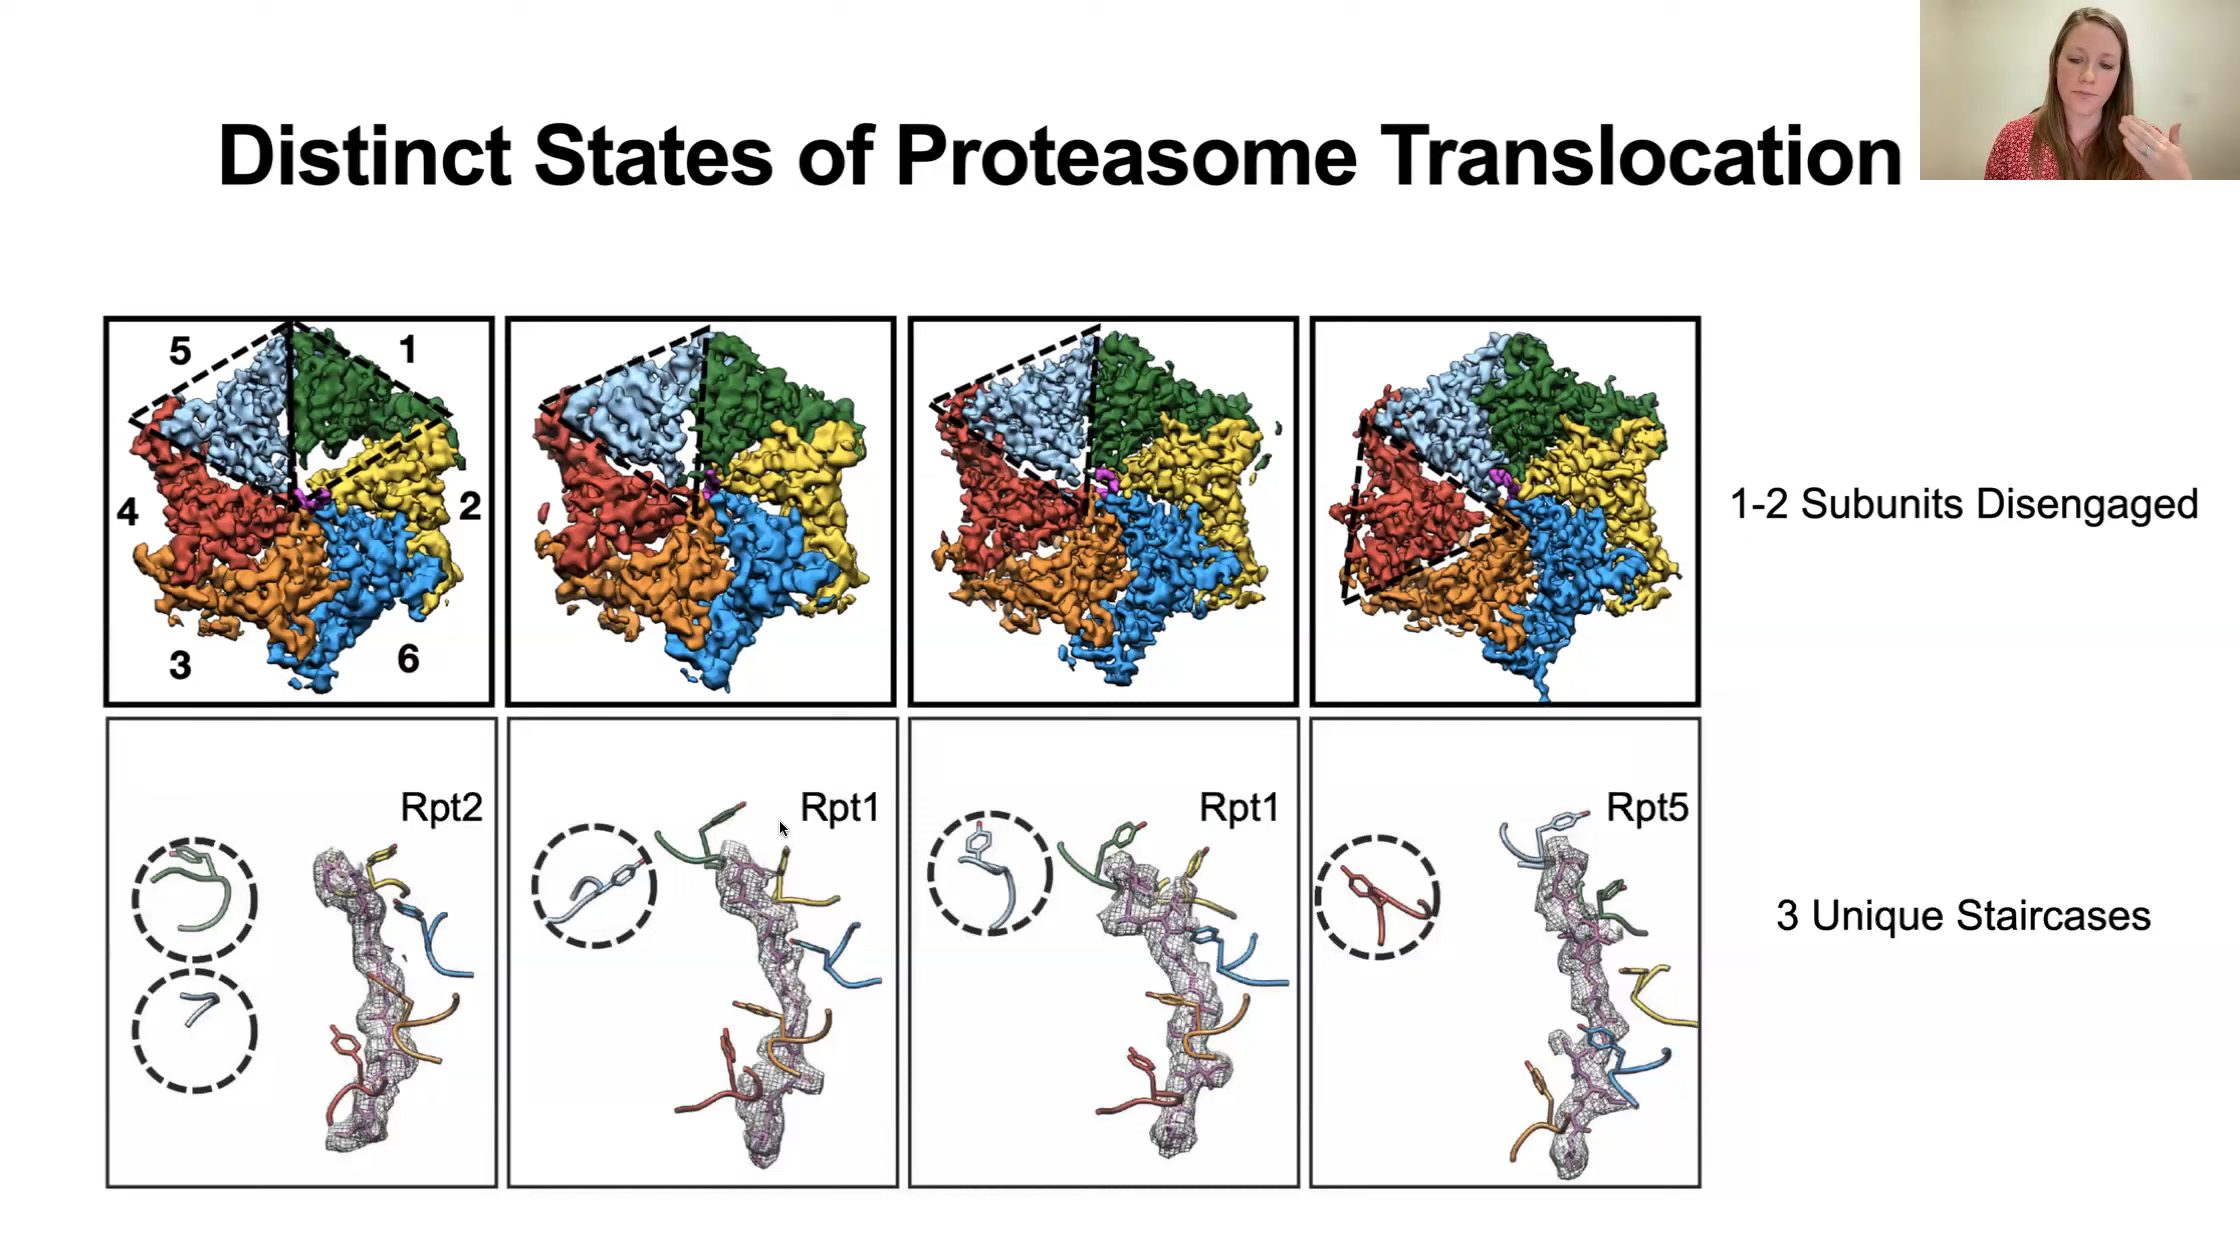 Distinct States of Proteasome Translocation
5
1
4
2
3
6
1-2 Subunits Disengaged
Rpt2
Rpt1
Rpt1
Rpt5
3 Unique Staircases